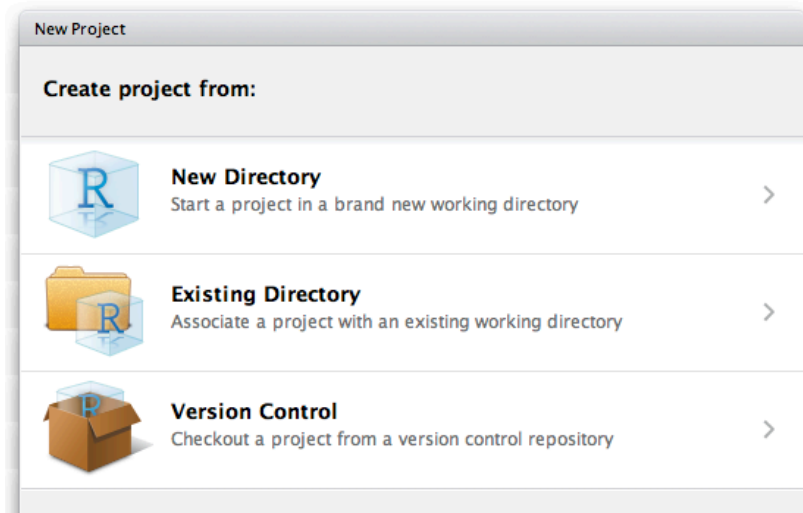 New Project
Create project from:
R
New Directory
Start a project in a brand new working directory
R
Existing Directory
Associate a project with an existing working directory
R
Version Control
Checkout a project from a version control repository